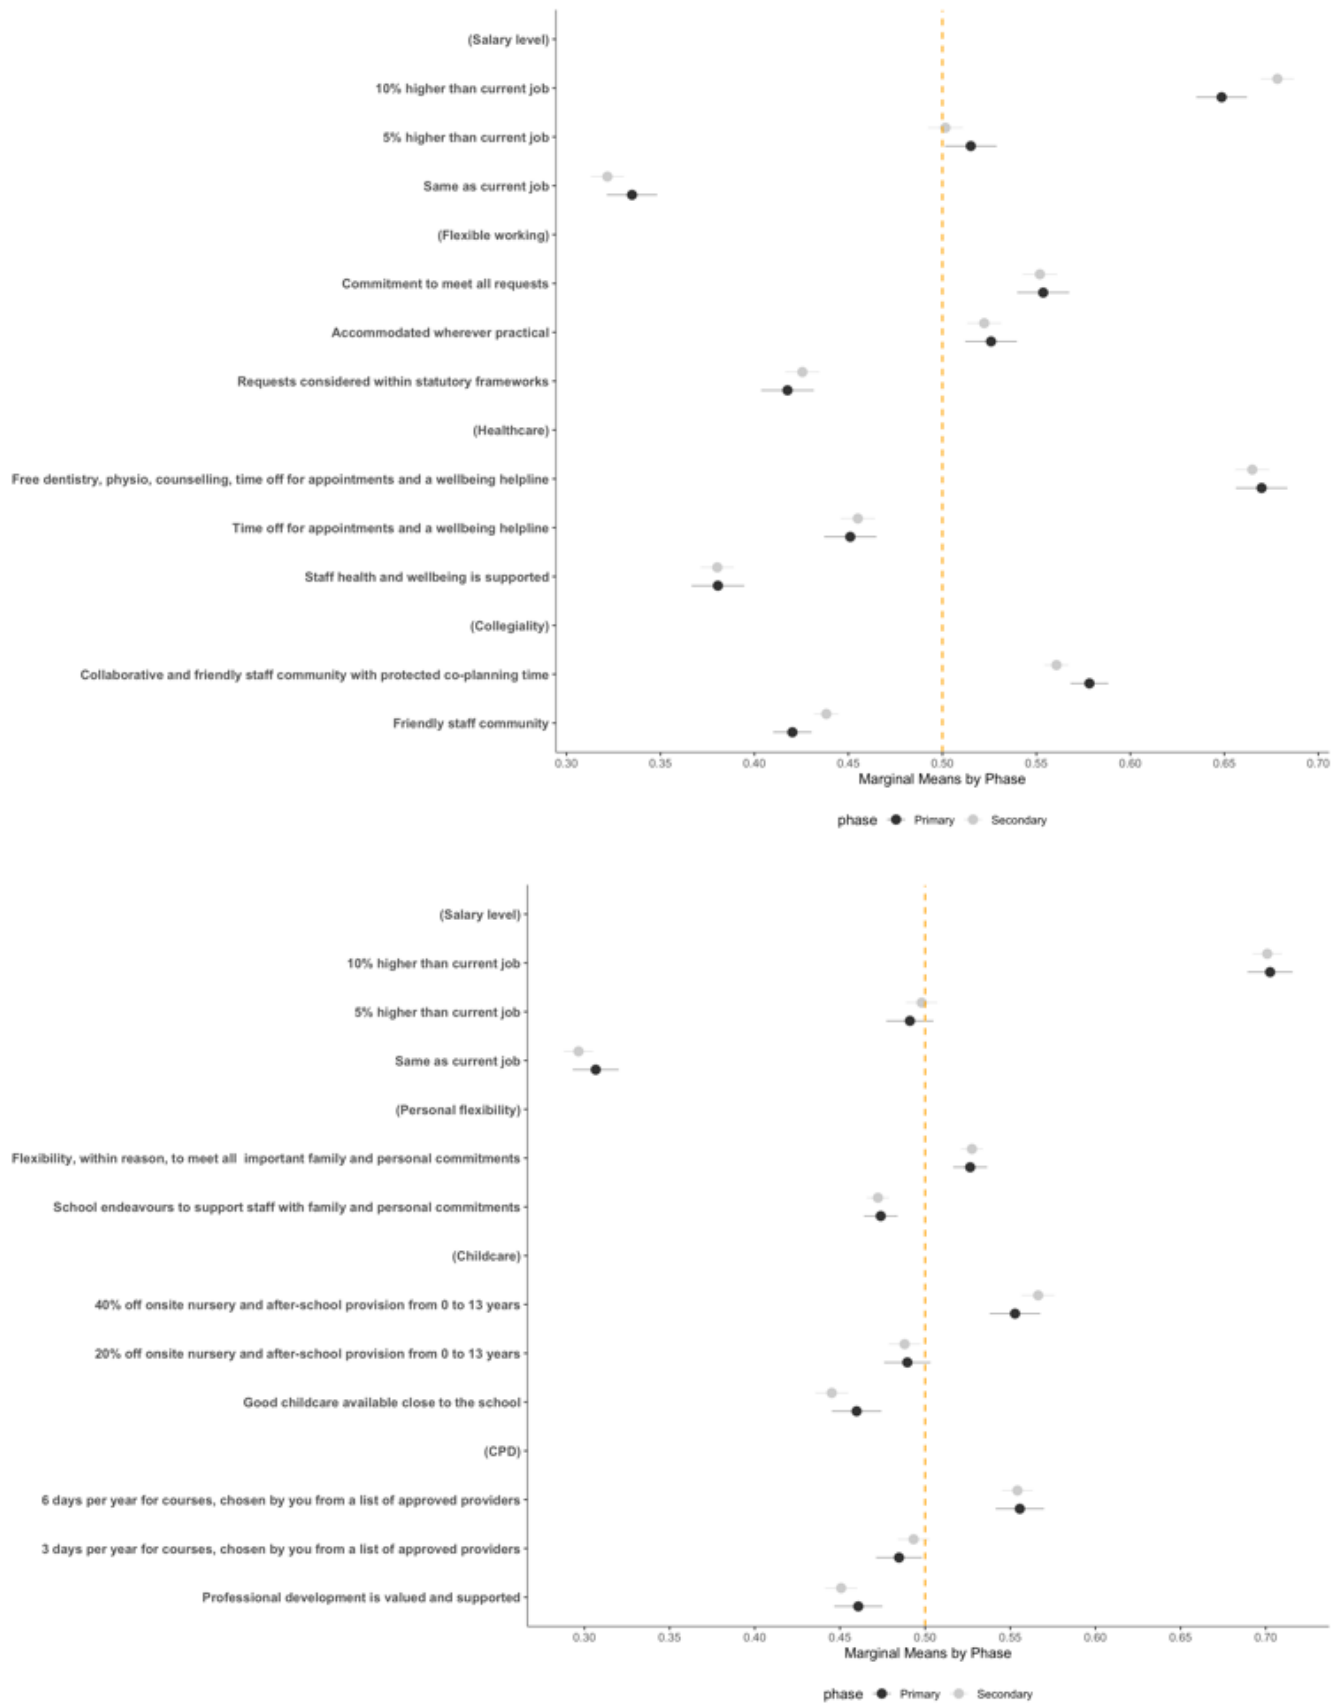 (Salary level)
10% higher than current job
5% higher than current job
Same as current job
(Flexible working)
Commitment to meet all requests
Accommodated wherever practical
Requests considered within statutory frameworks
(Healthcare)
Free dentistry, physio, counselling, time off for appointments and a wellbeing helpline
Time off for appointments and a wellbeing helpline
Staff health and wellbeing is supported
(Collegiality)
Collaborative and friendly staff community with protected co-planning time
Friendly staff community
0.30 0.35 0.40 0.45 0.50 0.55 0.60 0.65 0.70
Marginal Means by Phase
phase Primary Secondary
(Salary level)
10% higher than current job
5% higher than current job
Same as current job
(Personal flexibility)
Flexibility, within reason, to meet all important family and personal commitments
School endeavours to support staff with family and personal commitments
(Childcare)
40% off onsite nursery and after-school provision from 0 to 13 years
20% off onsite nursery and after-school provision from 0 to 13 years
Good childcare available close to the school
(CPD)
6 days per year for courses, chosen by you from a list of approved providers
3 days per year for courses, chosen by you from a list of approved providers
Professional development is valued and supported
0.30 0.35 0.40 0.45 0.50 0.55 0.60 0.65 0.70
Marginal Means by Phase
phase Primary Secondary